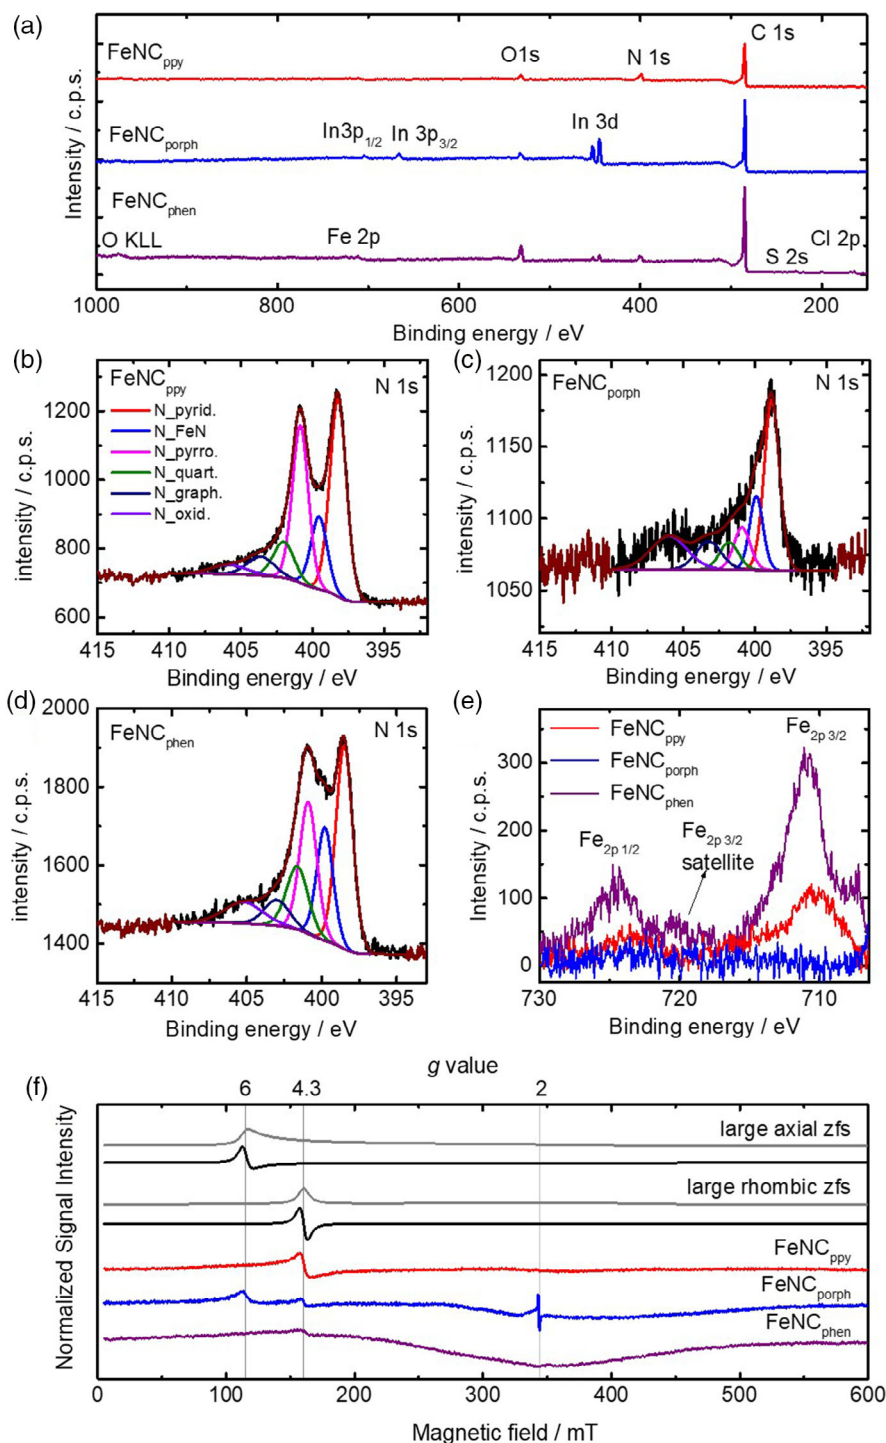 (a)
FeNCppy
O1s
N 1s
C 1s
FeNCporph
In3p1/2
In 3p3/2
In 3d
FeNCphen
O KLL
Fe 2p
S 2s
Cl 2p
Intensity / c.p.s.
1000 800 600 400 200
Binding energy / eV
(b)
FeNCppy
N 1s
N_pyrid.
N_FeN
N_pyrro.
N_quart.
N_graph.
N_oxid.
intensity / c.p.s.
1200
1000
800
600
415 410 405 400 395
Binding energy / eV
(c)
FeNCporph
N 1s
intensity / c.p.s.
1200
1150
1100
1050
415 410 405 400 395
Binding energy / eV
(d)
FeNCphen
N 1s
intensity / c.p.s.
2000
1800
1600
1400
415 410 405 400 395
Binding energy / eV
(e)
FeNCppy
FeNCporph
FeNCphen
Fe2p 3/2
Fe2p 1/2
Fe2p 3/2
satellite
intensity / c.p.s.
300
200
100
0
730 720 710
Binding energy / eV
(f)
g value
6 4.3 2
large axial zfs
large rhombic zfs
FeNCppy
FeNCporph
FeNCphen
Normalized Signal Intensity
0 100 200 300 400 500 600
Magnetic field / mT